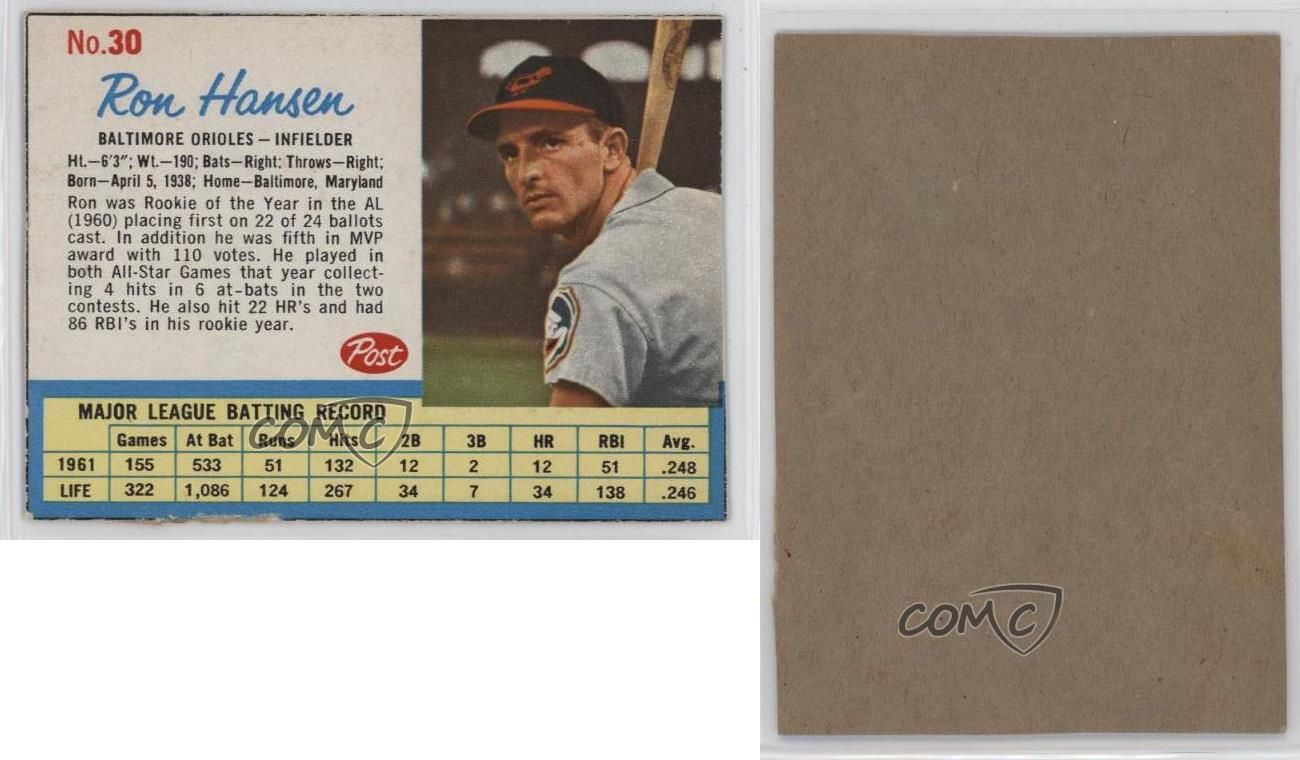 No.30
Ron Hansen
BALTIMORE ORIOLES – INFIELDER
Ht.–6'3"; Wt.–190; Bats–Right; Throws–Right;
Born–April 5, 1938; Home–Baltimore, Maryland
Ron was Rookie of the Year in the AL
(1960) placing first on 22 of 24 ballots
cast. In addition he was fifth in MVP
award with 110 votes. He played in
both All-Star Games that year collect-
ing 4 hits in 6 at-bats in the two
contests. He also hit 22 HR's and had
86 RBI's in his rookie year.
Post
MAJOR LEAGUE BATTING RECORD
Games At Bat Runs Hits 2B 3B HR RBI Avg.
1961 155 533 51 132 12 2 12 51 .248
LIFE 322 1,086 124 267 34 7 34 138 .246
COMC
COMC